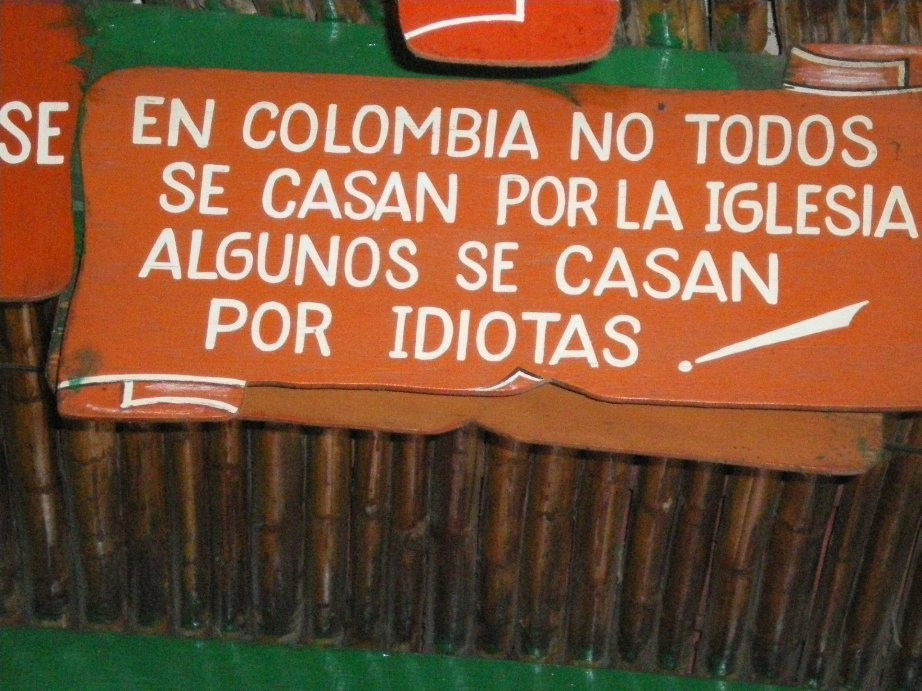 SE
EN COLOMBIA NO TODOS
SE CASAN POR LA IGLESIA
ALGUNOS SE CASAN
POR IDIOTAS !